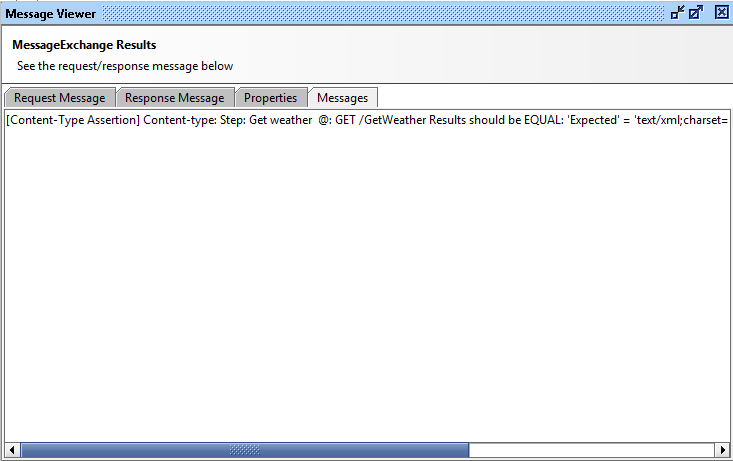 Message Viewer
MessageExchange Results
See the request/response message below
Request Message
Response Message
Properties
Messages
[Content-Type Assertion] Content-type: Step: Get weather  @: GET /GetWeather Results should be EQUAL: 'Expected' = 'text/xml;charset=